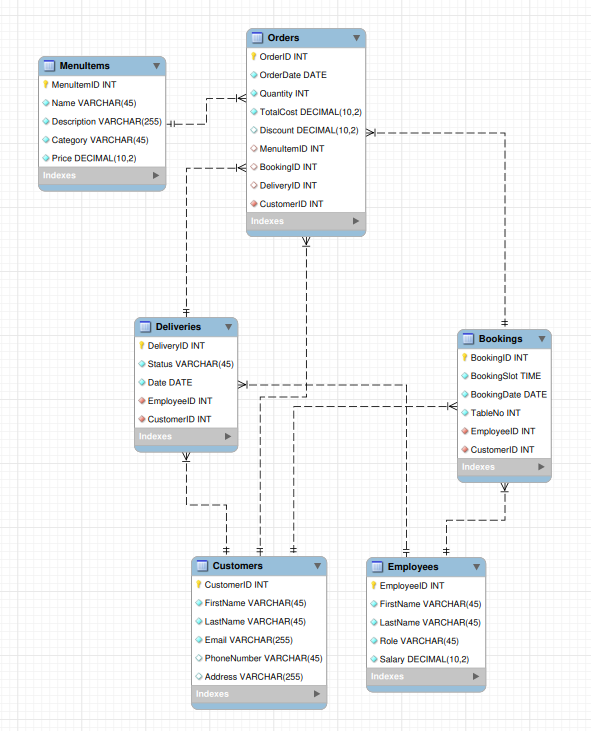 Orders
OrderID INT
OrderDate DATE
Quantity INT
TotalCost DECIMAL(10,2)
Discount DECIMAL(10,2)
MenuItemID INT
BookingID INT
DeliveryID INT
CustomerID INT
Indexes
MenuItems
MenuItemID INT
Name VARCHAR(45)
Description VARCHAR(255)
Category VARCHAR(45)
Price DECIMAL(10,2)
Indexes
Deliveries
DeliveryID INT
Status VARCHAR(45)
Date DATE
EmployeeID INT
CustomerID INT
Indexes
Bookings
BookingID INT
BookingSlot TIME
BookingDate DATE
TableNo INT
EmployeeID INT
CustomerID INT
Indexes
Customers
CustomerID INT
FirstName VARCHAR(45)
LastName VARCHAR(45)
Email VARCHAR(255)
PhoneNumber VARCHAR(45)
Address VARCHAR(255)
Indexes
Employees
EmployeeID INT
FirstName VARCHAR(45)
LastName VARCHAR(45)
Role VARCHAR(45)
Salary DECIMAL(10,2)
Indexes